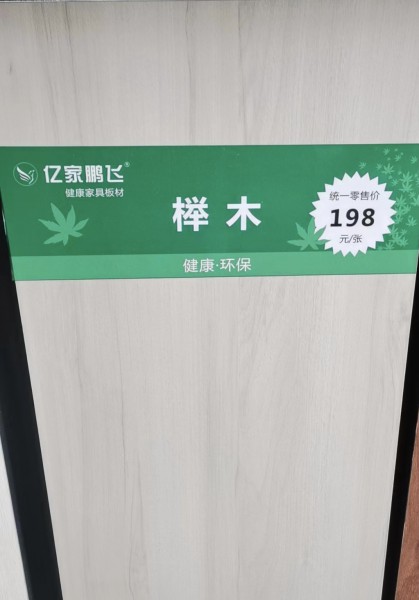 亿家鹏飞®
健康家具板材
榉木
统一零售价
198
元/张
健康·环保